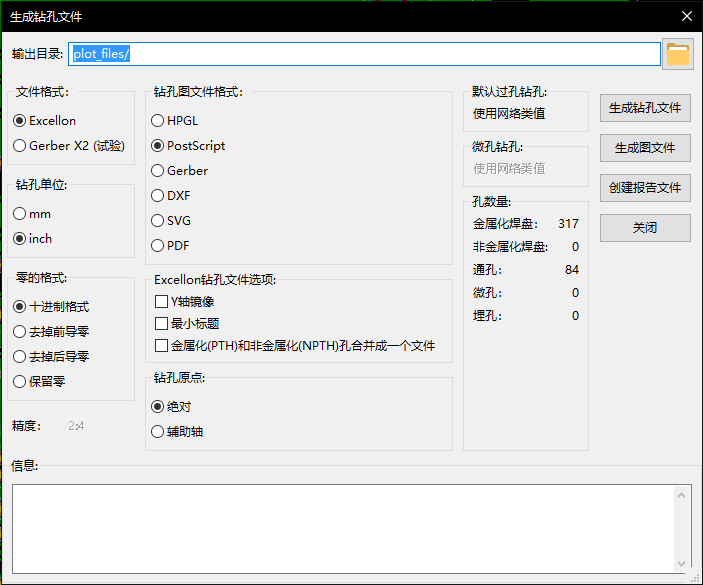 生成钻孔文件
输出目录: plot_files/
文件格式:
Excellon
Gerber X2 (试验)
钻孔单位:
mm
inch
零的格式:
十进制格式
去掉前导零
去掉后导零
保留零
精度: 2:4
钻孔图文件格式:
HPGL
PostScript
Gerber
DXF
SVG
PDF
Excellon钻孔文件选项:
Y轴镜像
最小标题
金属化(PTH)和非金属化(NPTH)孔合并成一个文件
钻孔原点:
绝对
辅助轴
默认过孔钻孔:
使用网络类值
微孔钻孔:
使用网络类值
孔数量:
金属化焊盘: 317
非金属化焊盘: 0
通孔: 84
微孔: 0
埋孔: 0
生成钻孔文件
生成图文件
创建报告文件
关闭
信息: